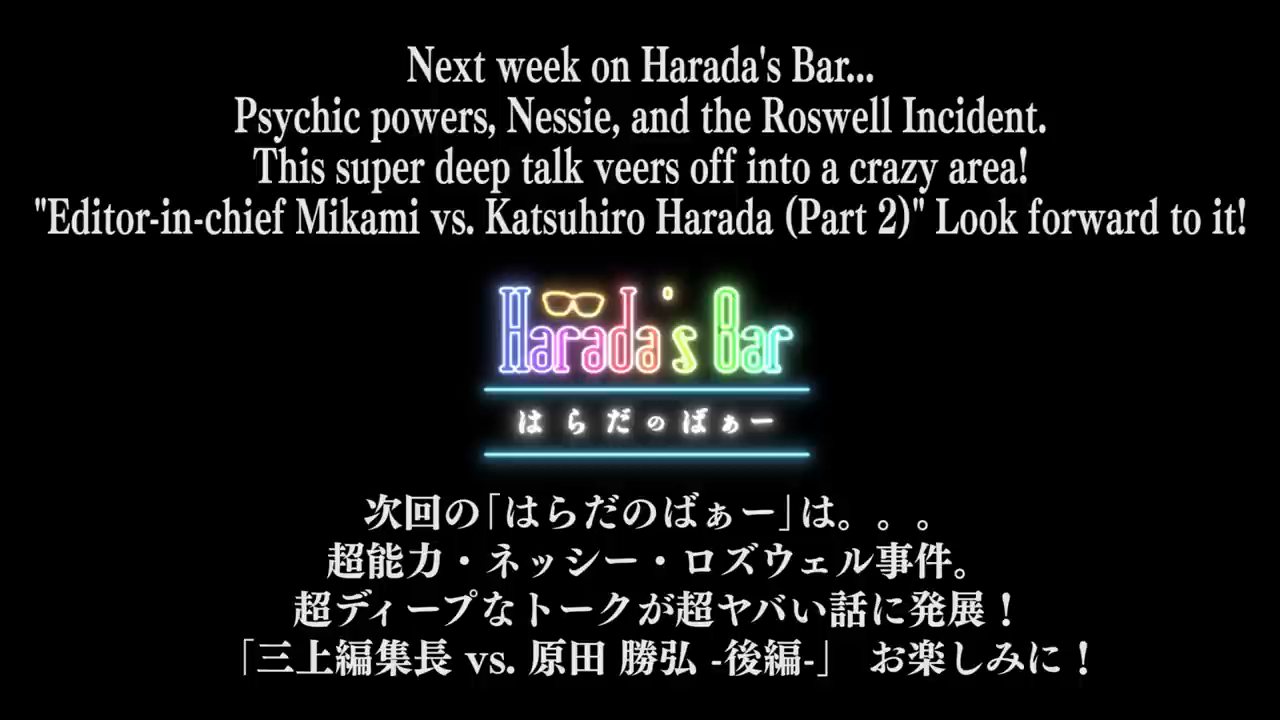 Next week on Harada's Bar...
Psychic powers, Nessie, and the Roswell Incident.
This super deep talk veers off into a crazy area!
"Editor-in-chief Mikami vs. Katsuhiro Harada (Part 2)" Look forward to it!
Harada's Bar
はらだのばぁー
次回の「はらだのばぁー」は。。。
超能力・ネッシー・ロズウェル事件。
超ディープなトークが超ヤバい話に発展！
「三上編集長 vs. 原田 勝弘 -後編-」 お楽しみに！